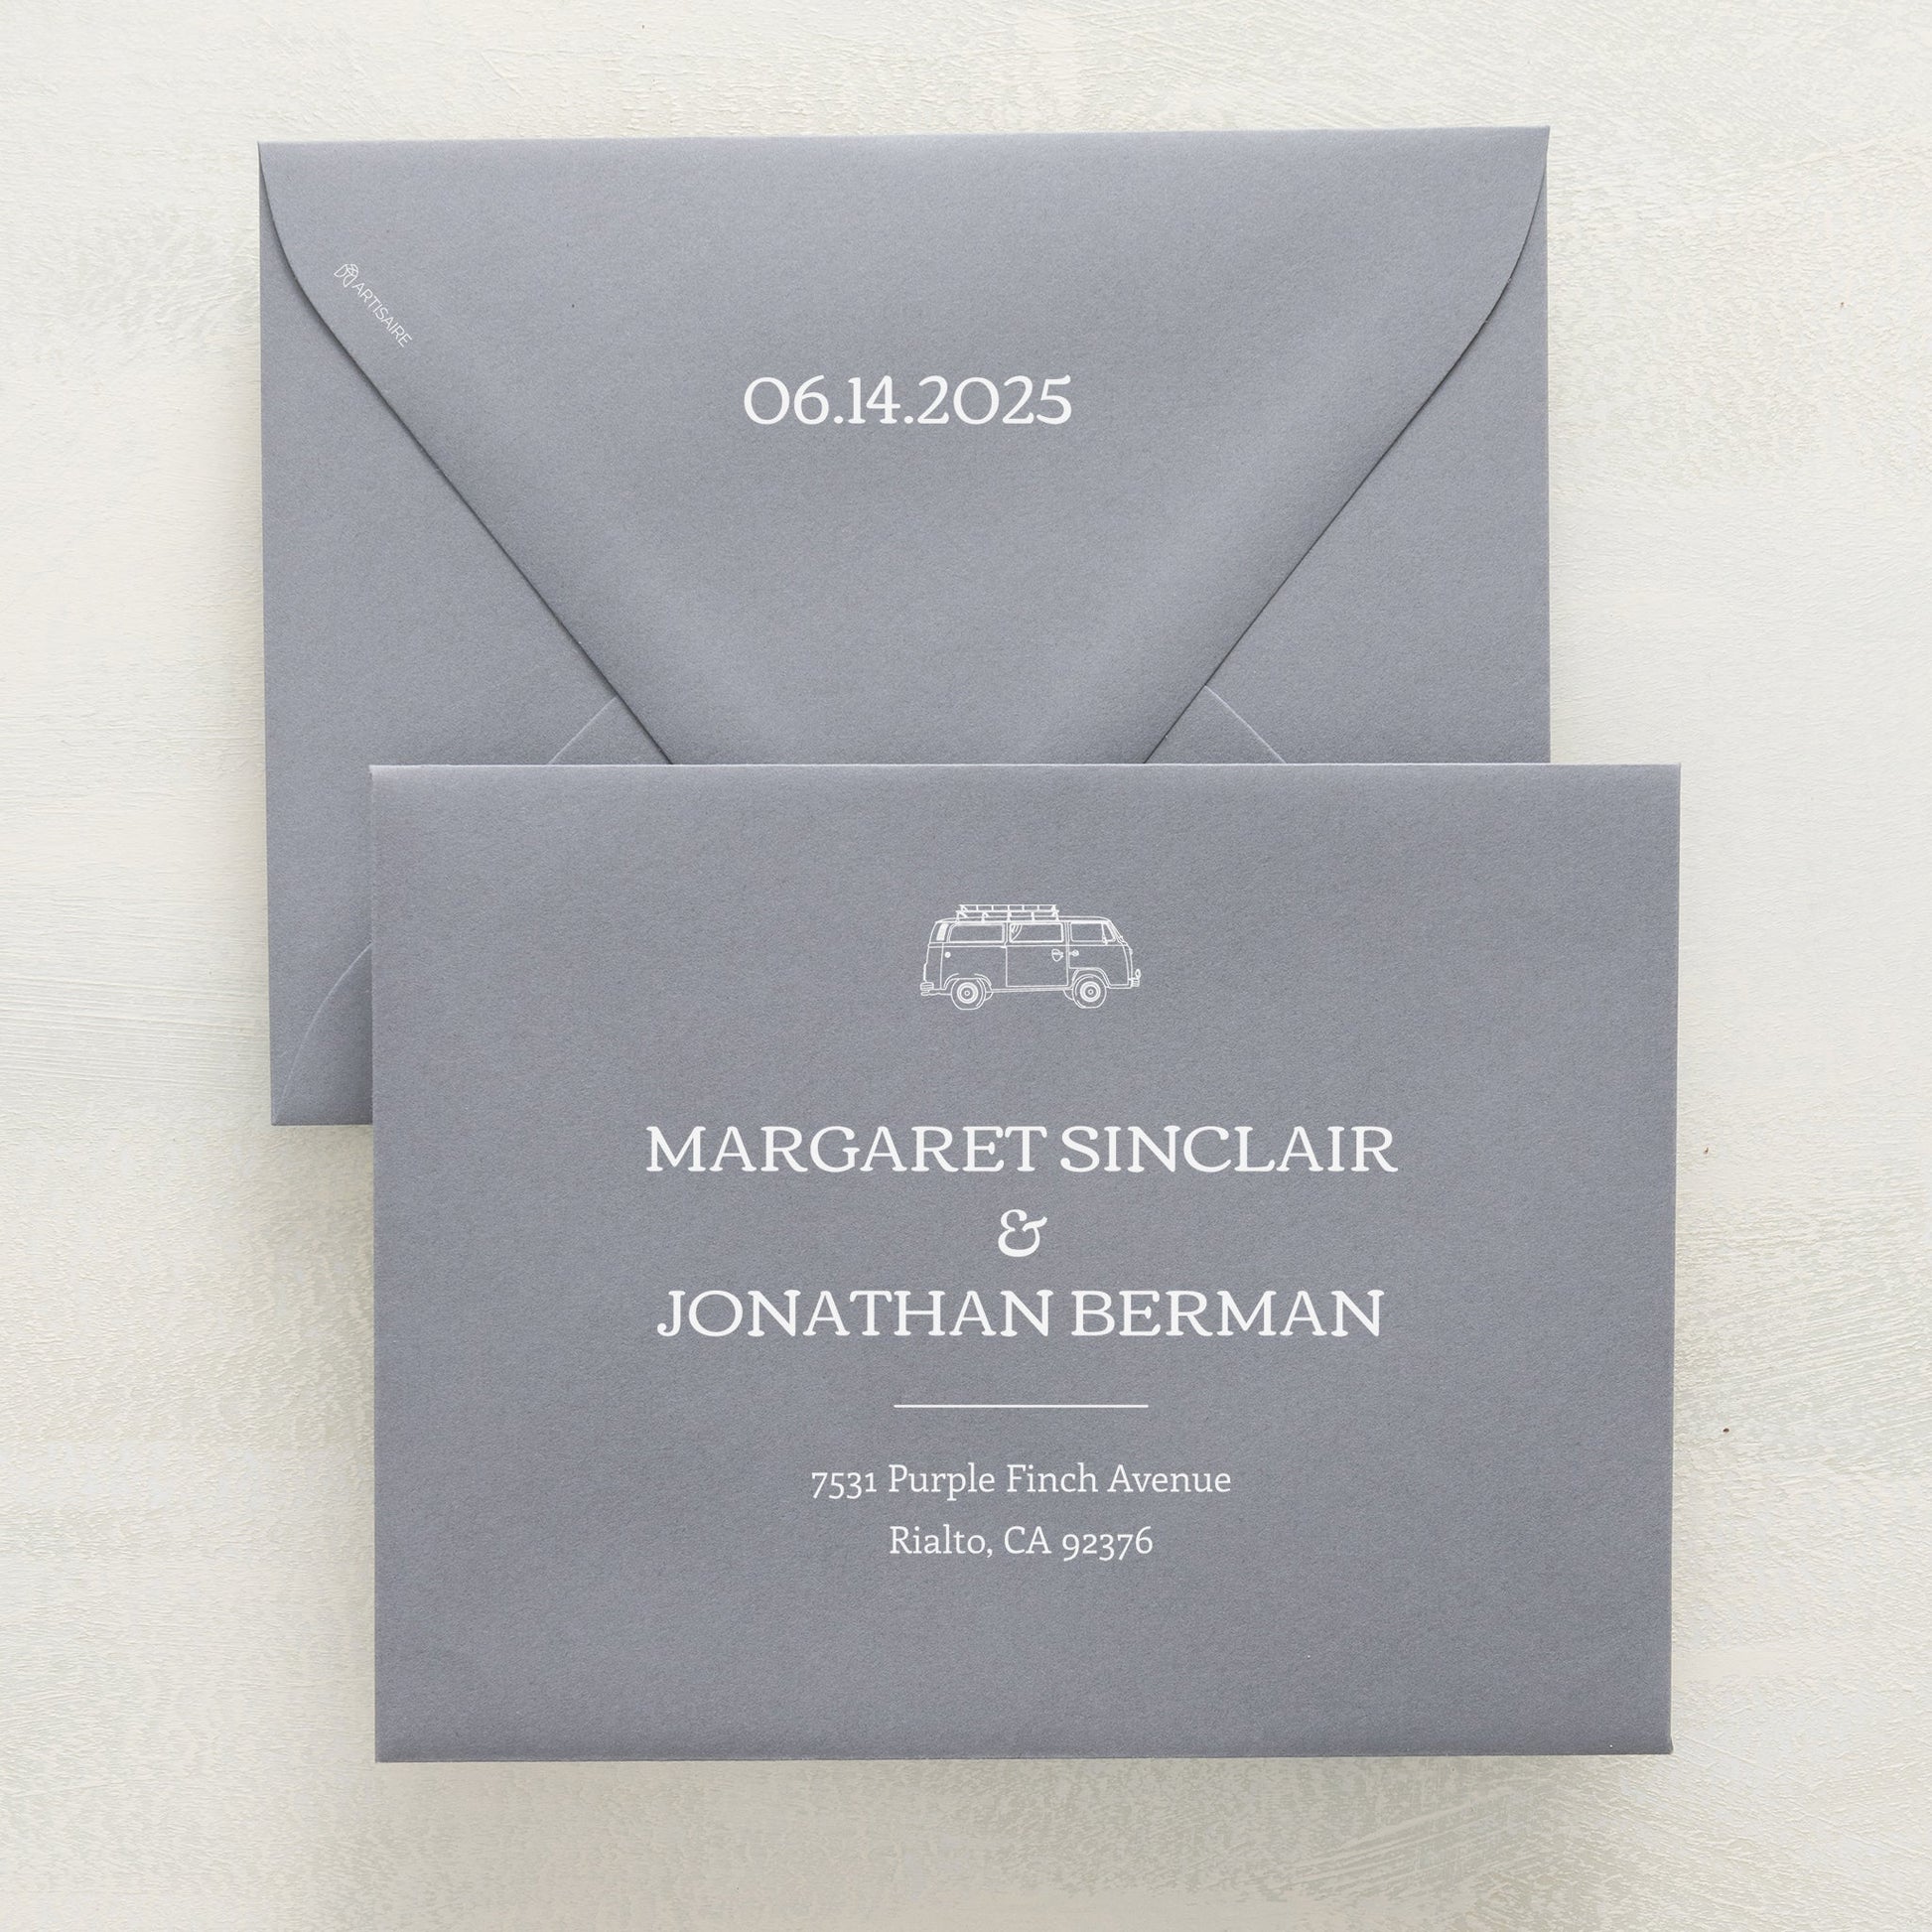 ARTISAIRE
06.14.2025
MARGARET SINCLAIR
&
JONATHAN BERMAN
7531 Purple Finch Avenue
Rialto, CA 92376